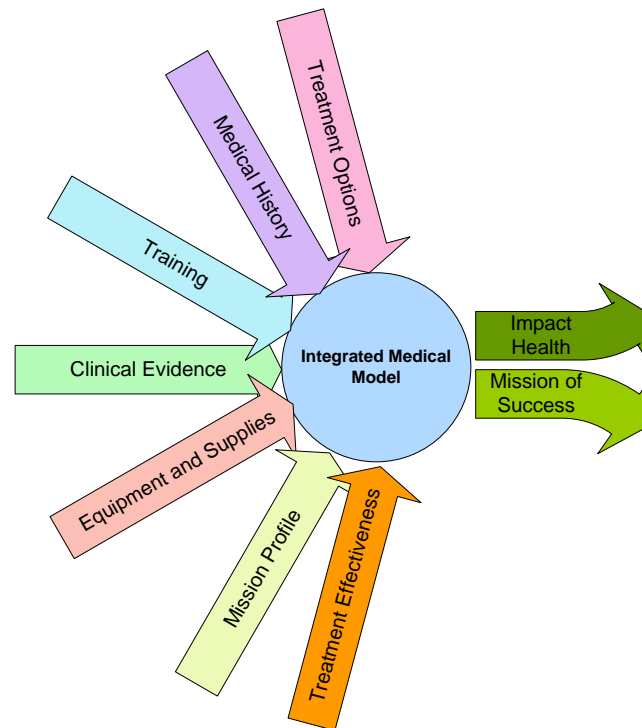 Treatment Options
Medical History
Training
Clinical Evidence
Equipment and Supplies
Mission Profile
Treatment Effectiveness
Integrated Medical
Model
Impact
Health
Mission of
Success